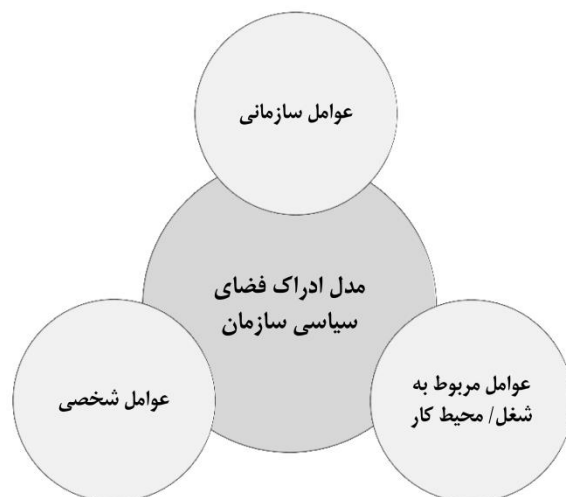 عوامل سازمانی
مدل ادراک فضای
سیاسی سازمان
عوامل مربوط به
شغل/ محیط کار
عوامل شخصی